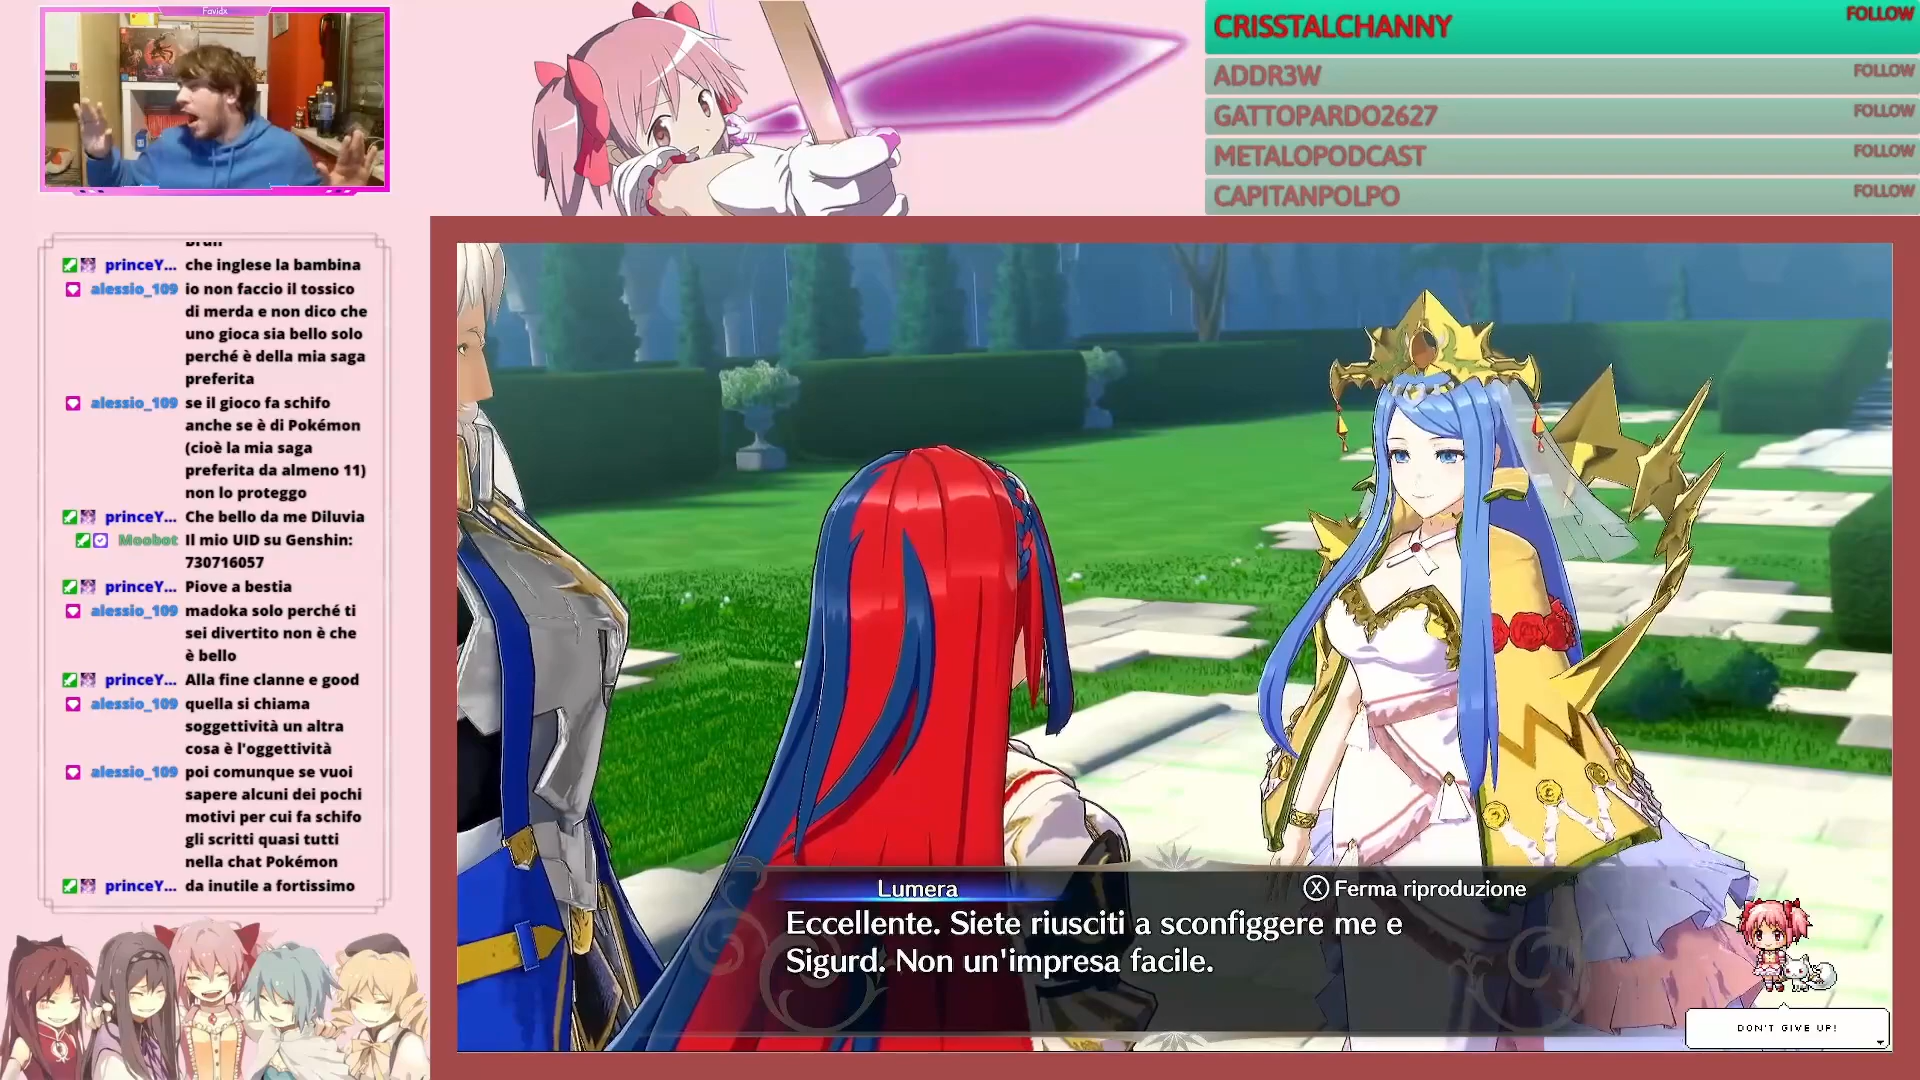 Favidx
CRISSTALCHANNY FOLLOW
ADDR3W FOLLOW
GATTOPARDO2627 FOLLOW
METALOPODCAST FOLLOW
CAPITANPOLPO FOLLOW
princeY... che inglese la bambina
alessio_109 io non faccio il tossico
di merda e non dico che
uno gioca sia bello solo
perché è della mia saga
preferita
alessio_109 se il gioco fa schifo
anche se è di Pokémon
(cioè la mia saga
preferita da almeno 11)
non lo proteggo
princeY... Che bello da me Diluvia
Moobot Il mio UID su Genshin:
730716057
princeY... Piove a bestia
alessio_109 madoka solo perché ti
sei divertito non è che
è bello
princeY... Alla fine clanne e good
alessio_109 quella si chiama
soggettività un altra
cosa è l'oggettività
alessio_109 poi comunque se vuoi
sapere alcuni dei pochi
motivi per cui fa schifo
gli scritti quasi tutti
nella chat Pokémon
princeY... da inutile a fortissimo
Lumera
X Ferma riproduzione
Eccellente. Siete riusciti a sconfiggere me e
Sigurd. Non un'impresa facile.
DON'T GIVE UP!